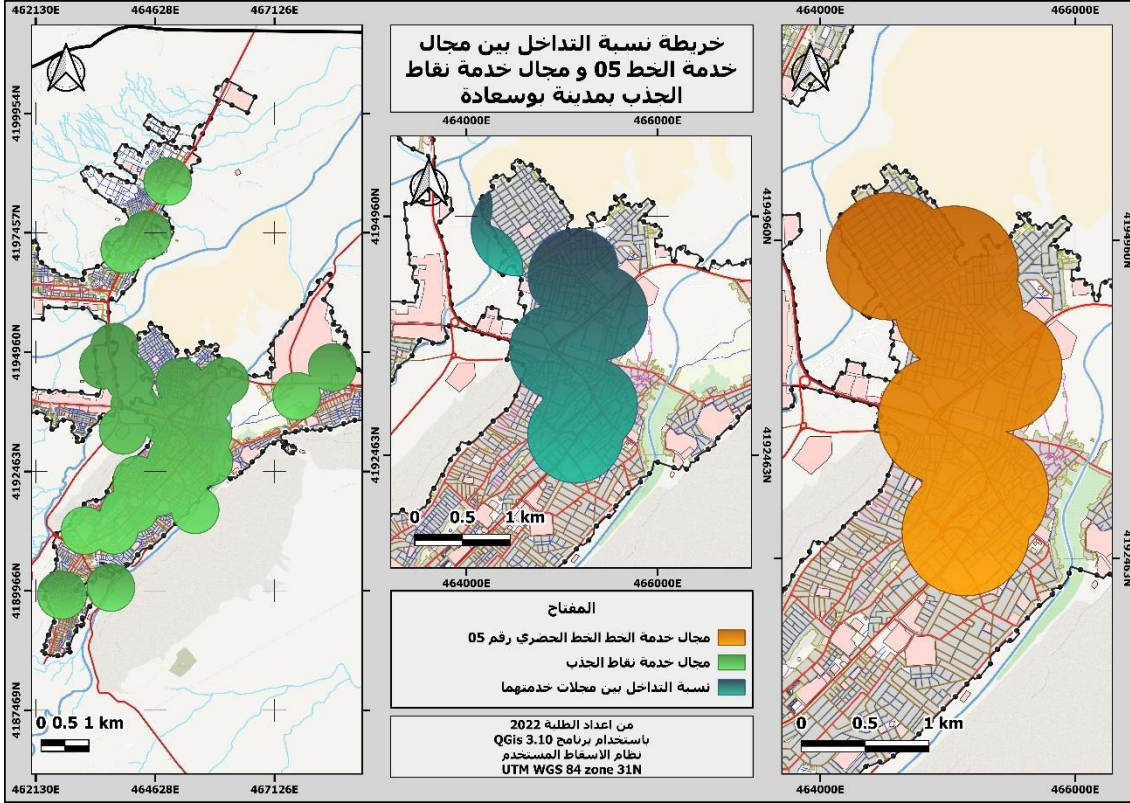 462130E 464628E 467126E
464000E 466000E
خريطة نسبة التداخل بين مجال
خدمة الخط 05 و مجال خدمة نقاط
الجذب بمدينة بوسعادة
464000E 466000E
4199954N
4197457N
4194960N
4192463N
4189966N
4187469N
4194960N
4192463N
4194960N
4192463N
4194960N
4192463N
0 0.5 1 km
0 0.5 1 km
0 0.5 1 km
464000E 466000E
المفتاح
مجال خدمة الخط الخط الحضري رقم 05
مجال خدمة نقاط الجذب
نسبة التداخل بين مجلات خدمتهما
من اعداد الطلبة 2022
باستخدام برنامج QGis 3.10
نظام الاسقاط المستخدم
UTM WGS 84 zone 31N
462130E 464628E 467126E
464000E 466000E